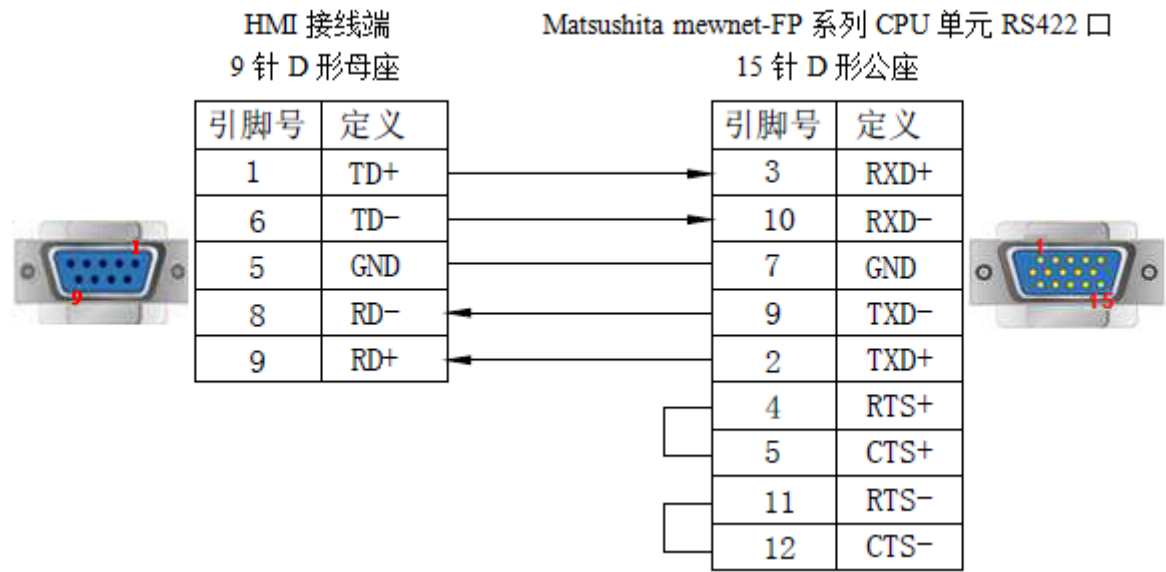 HMI 接线端
9 针 D 形母座
引脚号 定义
1 TD+
6 TD-
5 GND
8 RD-
9 RD+
1
9
Matsushita mewnet-FP 系列 CPU 单元 RS422 口
15 针 D 形公座
引脚号 定义
3 RXD+
10 RXD-
7 GND
9 TXD-
2 TXD+
4 RTS+
5 CTS+
11 RTS-
12 CTS-
1
15